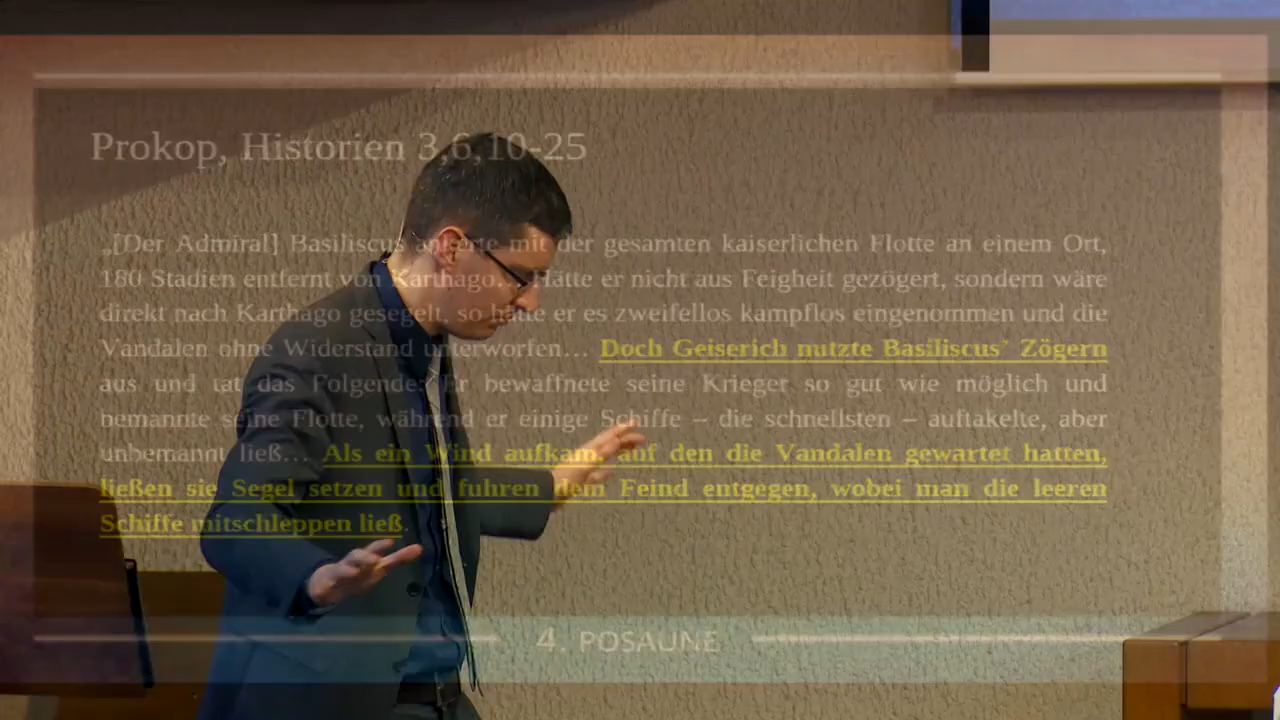 Prokop, Historien 3,6,10-25
„[Der Admiral] Basiliscus ankerte mit der gesamten kaiserlichen Flotte an einem Ort,
180 Stadien entfernt von Karthago. Hätte er nicht aus Feigheit gezögert, sondern wäre
direkt nach Karthago gesegelt, so hätte er es zweifellos kampflos eingenommen und die
Vandalen ohne Widerstand unterworfen… Doch Geiserich nutzte Basiliscus’ Zögern
aus und tat das Folgende: Er bewaffnete seine Krieger so gut wie möglich und
bemannte seine Flotte, während er einige Schiffe – die schnellsten – auftakelte, aber
unbemannt ließ… Als ein Wind aufkam, auf den die Vandalen gewartet hatten,
ließen sie Segel setzen und fuhren dem Feind entgegen, wobei man die leeren
Schiffe mitschleppen ließ.
4. POSAUNE